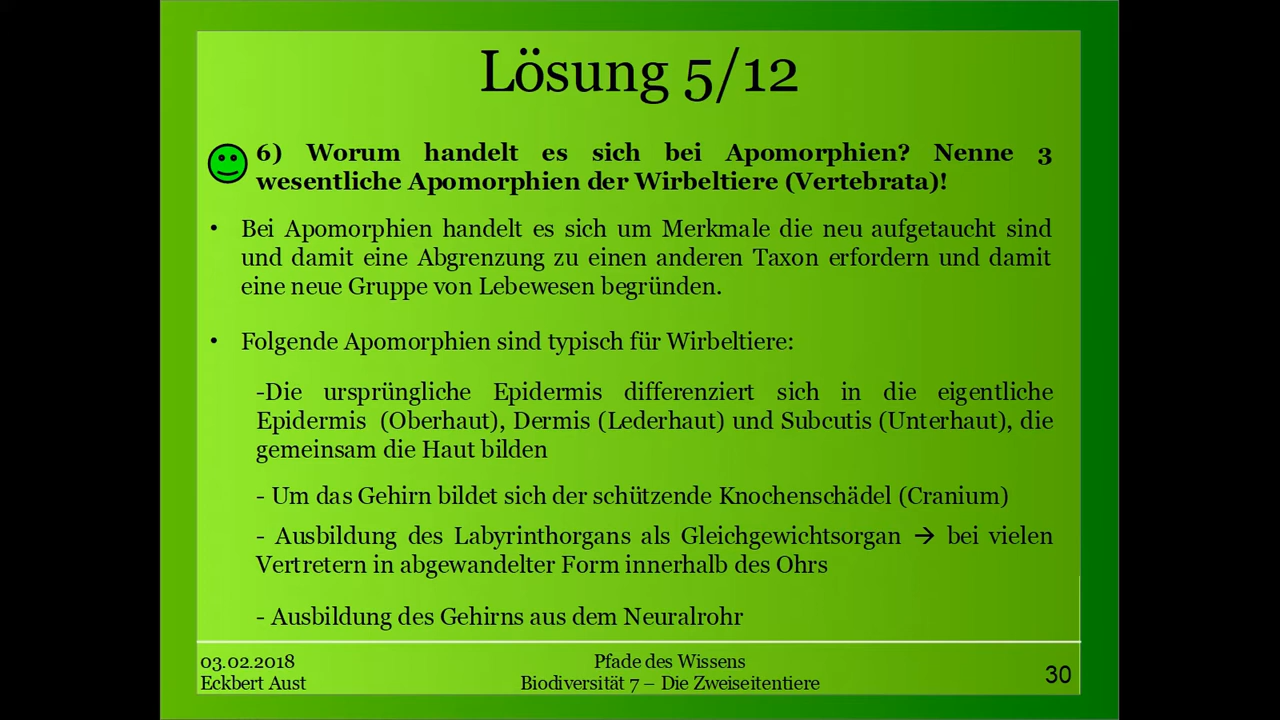 Lösung 5/12
6) Worum handelt es sich bei Apomorphien? Nenne 3
wesentliche Apomorphien der Wirbeltiere (Vertebrata)!
• Bei Apomorphien handelt es sich um Merkmale die neu aufgetaucht sind
und damit eine Abgrenzung zu einen anderen Taxon erfordern und damit
eine neue Gruppe von Lebewesen begründen.
• Folgende Apomorphien sind typisch für Wirbeltiere:
-Die ursprüngliche Epidermis differenziert sich in die eigentliche
Epidermis (Oberhaut), Dermis (Lederhaut) und Subcutis (Unterhaut), die
gemeinsam die Haut bilden
- Um das Gehirn bildet sich der schützende Knochenschädel (Cranium)
- Ausbildung des Labyrinthorgans als Gleichgewichtsorgan → bei vielen
Vertretern in abgewandelter Form innerhalb des Ohrs
- Ausbildung des Gehirns aus dem Neuralrohr
03.02.2018
Eckbert Aust
Pfade des Wissens
Biodiversität 7 – Die Zweiseitentiere
30